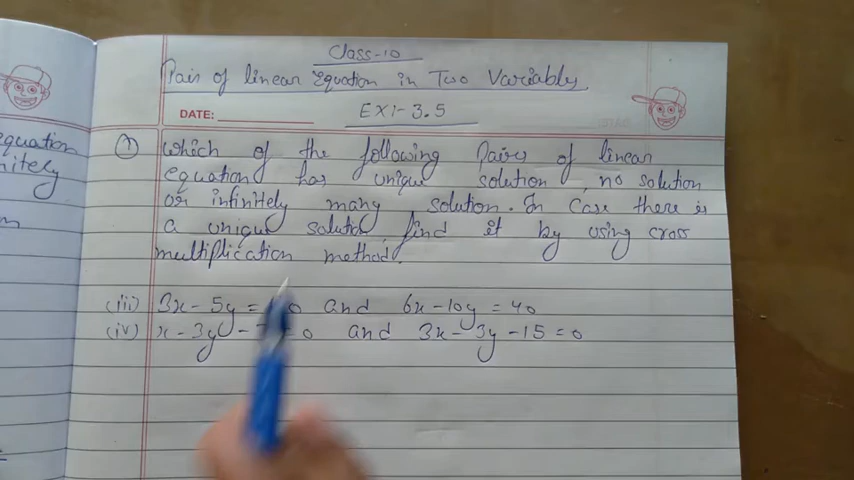 Class-10
Pair of linear Equation in Two Variably
DATE:
EX:- 3.5
equation
nitely
m
① Which of the following Pairs of linear
equation has unique solution, no solution
or infinitely many solution. In Case there is
a unique solution find it by using cross
multiplication method.
(iii) 3x - 5y = 0 and 6x - 10y = 40
(iv) x - 3y - = 0 and 3x - 3y - 15 = 0